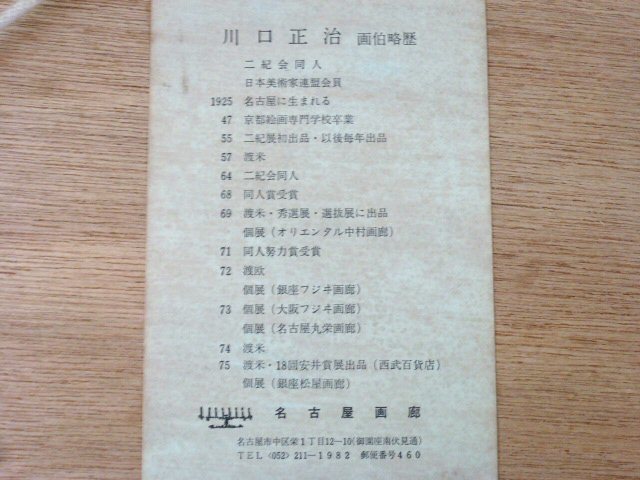 川口正治 画伯略歴
二紀会同人
日本美術家連盟会員
1925 名古屋に生まれる
47 京都絵画専門学校卒業
55 二紀展初出品・以後毎年出品
57 渡米
64 二紀会同人
68 同人賞受賞
69 渡米・秀選展・選抜展に出品
個展（オリエンタル中村画廊）
71 同人努力賞受賞
72 渡欧
個展（銀座フジヰ画廊）
73 個展（大阪フジヰ画廊）
個展（名古屋丸栄画廊）
74 渡米
75 渡米・18回安井賞展出品（西武百貨店）
個展（銀座松屋画廊）
名古屋画廊
名古屋市中区栄1丁目12−10(御園座南伏見通)
TEL〈052〉211−1982 郵便番号460